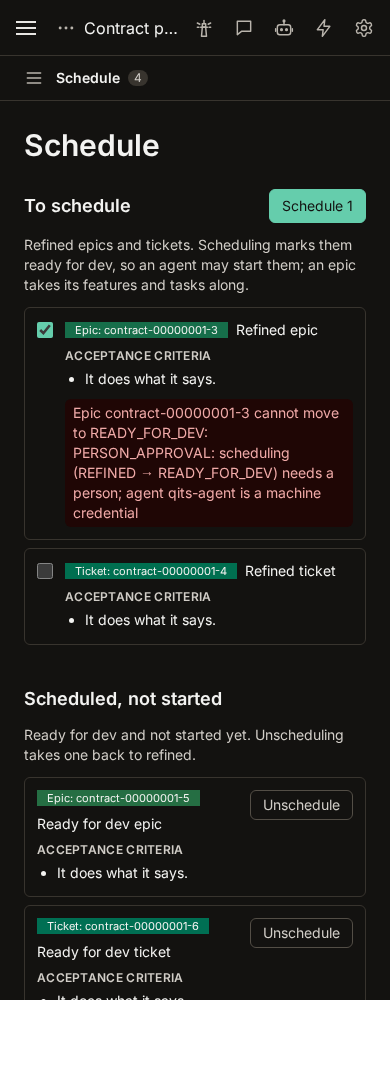 Contract p...
Schedule 4
Schedule
To schedule
Schedule 1
Refined epics and tickets. Scheduling marks them
ready for dev, so an agent may start them; an epic
takes its features and tasks along.
Epic: contract-00000001-3 Refined epic
ACCEPTANCE CRITERIA
• It does what it says.
Epic contract-00000001-3 cannot move
to READY_FOR_DEV:
PERSON_APPROVAL: scheduling
(REFINED → READY_FOR_DEV) needs a
person; agent qits-agent is a machine
credential
Ticket: contract-00000001-4 Refined ticket
ACCEPTANCE CRITERIA
• It does what it says.
Scheduled, not started
Ready for dev and not started yet. Unscheduling
takes one back to refined.
Epic: contract-00000001-5
Unschedule
Ready for dev epic
ACCEPTANCE CRITERIA
• It does what it says.
Ticket: contract-00000001-6
Unschedule
Ready for dev ticket
ACCEPTANCE CRITERIA
• It does what it says.